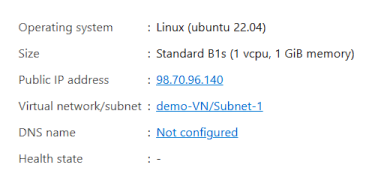 Operating system : Linux (ubuntu 22.04)
Size : Standard B1s (1 vcpu, 1 GiB memory)
Public IP address : 98.70.96.140
Virtual network/subnet : demo-VN/Subnet-1
DNS name : Not configured
Health state : -